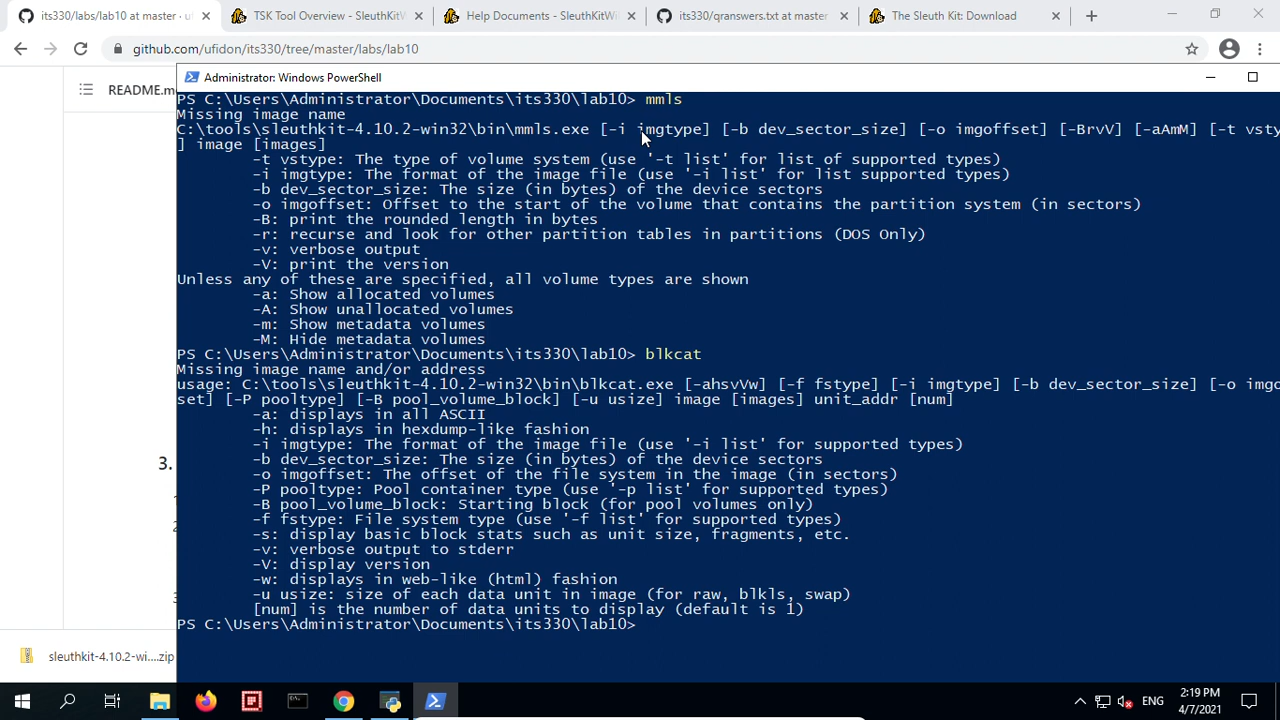 its330/labs/lab10 at master · u
TSK Tool Overview - SleuthKitW
Help Documents - SleuthKitWi
its330/qranswers.txt at master
The Sleuth Kit: Download
github.com/ufidon/its330/tree/master/labs/lab10
README.m
Administrator: Windows PowerShell
PS C:\Users\Administrator\Documents\its330\lab10> mmls
Missing image name
C:\tools\sleuthkit-4.10.2-win32\bin\mmls.exe [-i imgtype] [-b dev_sector_size] [-o imgoffset] [-BrvV] [-aAmM] [-t vsty
] image [images]
-t vstype: The type of volume system (use '-t list' for list of supported types)
-i imgtype: The format of the image file (use '-i list' for list supported types)
-b dev_sector_size: The size (in bytes) of the device sectors
-o imgoffset: Offset to the start of the volume that contains the partition system (in sectors)
-B: print the rounded length in bytes
-r: recurse and look for other partition tables in partitions (DOS Only)
-v: verbose output
-V: print the version
Unless any of these are specified, all volume types are shown
-a: Show allocated volumes
-A: Show unallocated volumes
-m: Show metadata volumes
-M: Hide metadata volumes
PS C:\Users\Administrator\Documents\its330\lab10> blkcat
Missing image name and/or address
usage: C:\tools\sleuthkit-4.10.2-win32\bin\blkcat.exe [-ahsvVw] [-f fstype] [-i imgtype] [-b dev_sector_size] [-o imgo
set] [-P pooltype] [-B pool_volume_block] [-u usize] image [images] unit_addr [num]
-a: displays in all ASCII
-h: displays in hexdump-like fashion
-i imgtype: The format of the image file (use '-i list' for supported types)
-b dev_sector_size: The size (in bytes) of the device sectors
-o imgoffset: The offset of the file system in the image (in sectors)
-P pooltype: Pool container type (use '-p list' for supported types)
-B pool_volume_block: Starting block (for pool volumes only)
-f fstype: File system type (use '-f list' for supported types)
-s: display basic block stats such as unit size, fragments, etc.
-v: verbose output to stderr
-V: display version
-w: displays in web-like (html) fashion
-u usize: size of each data unit in image (for raw, blkls, swap)
[num] is the number of data units to display (default is 1)
PS C:\Users\Administrator\Documents\its330\lab10>
3.
sleuthkit-4.10.2-wi....zip
ENG
2:19 PM
4/7/2021